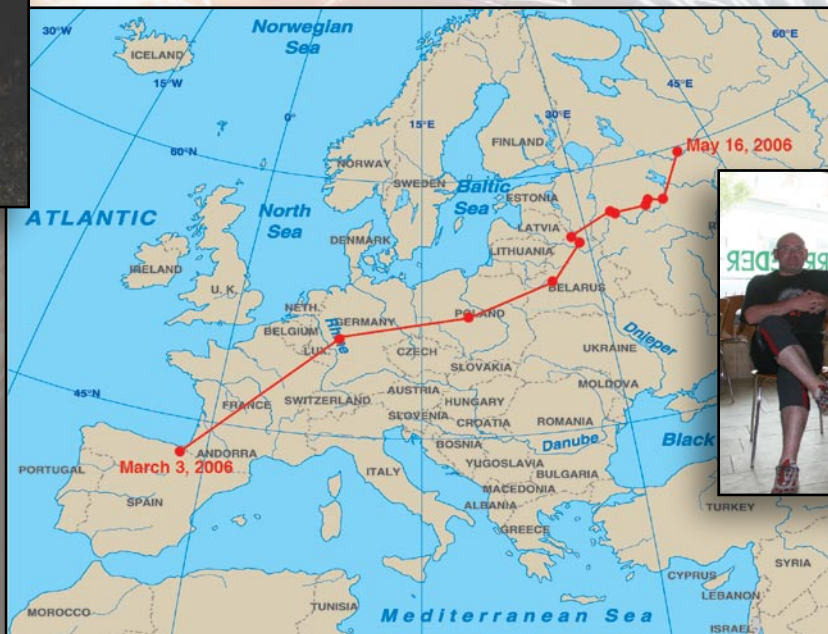 30°W
Norwegian
Sea
60°E
ICELAND
15°W
45°E
0°
15°E
30°E
60°N
FINLAND
May 16, 2006
NORWAY
SWEDEN
Baltic
Sea
ESTONIA
ATLANTIC
North
Sea
LATVIA
DENMARK
LITHUANIA
IRELAND
U. K.
BELARUS
NETH.
GERMANY
POLAND
BELGIUM
Rhine
LUX.
CZECH
Dnieper
UKRAINE
SLOVAKIA
MOLDOVA
45°N
FRANCE
SWITZERLAND
AUSTRIA
HUNGARY
SLOVENIA
CROATIA
ROMANIA
ANDORRA
BOSNIA
Danube
Black
PORTUGAL
March 3, 2006
ITALY
YUGOSLAVIA
BULGARIA
MACEDONIA
SPAIN
ALBANIA
GREECE
TURKEY
SYRIA
CYPRUS
LEBANON
MOROCCO
TUNISIA
Mediterranean Sea
ISRAEL